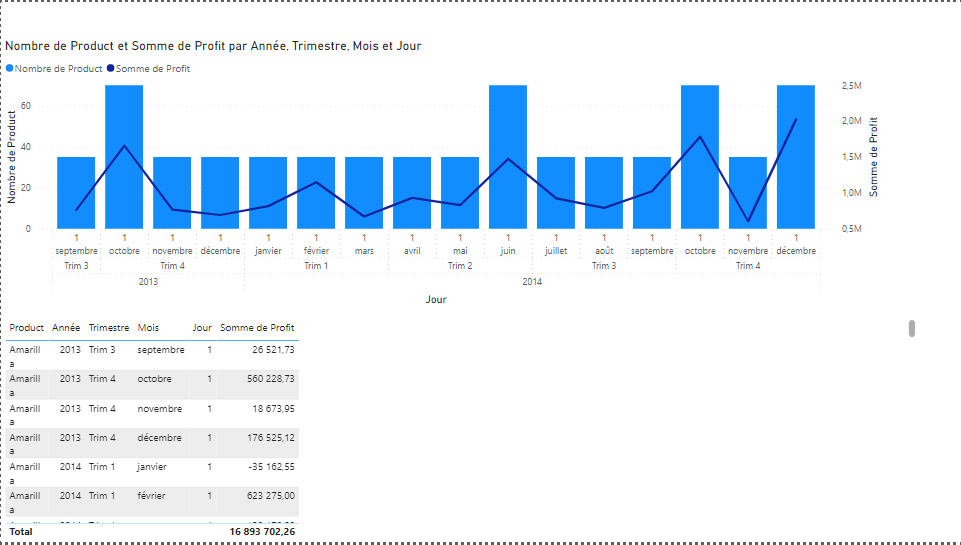 Nombre de Product et Somme de Profit par Année, Trimestre, Mois et Jour
Nombre de Product Somme de Profit
Nombre de Product
60
40
20
0
2,5M
2,0M
1,5M
1,0M
0,5M
Somme de Profit
1 1 1 1 1 1 1 1 1 1 1 1 1 1 1 1
septembre octobre novembre décembre janvier février mars avril mai juin juillet août septembre octobre novembre décembre
Trim 3 Trim 4 Trim 1 Trim 2 Trim 3 Trim 4
2013 2014
Jour
Product Année Trimestre Mois Jour Somme de Profit
Amarill 2013 Trim 3 septembre 1 26 521,73
a
Amarill 2013 Trim 4 octobre 1 560 228,73
a
Amarill 2013 Trim 4 novembre 1 18 673,95
a
Amarill 2013 Trim 4 décembre 1 176 525,12
a
Amarill 2014 Trim 1 janvier 1 -35 162,55
a
Amarill 2014 Trim 1 février 1 623 275,00
a
Total 16 893 702,26